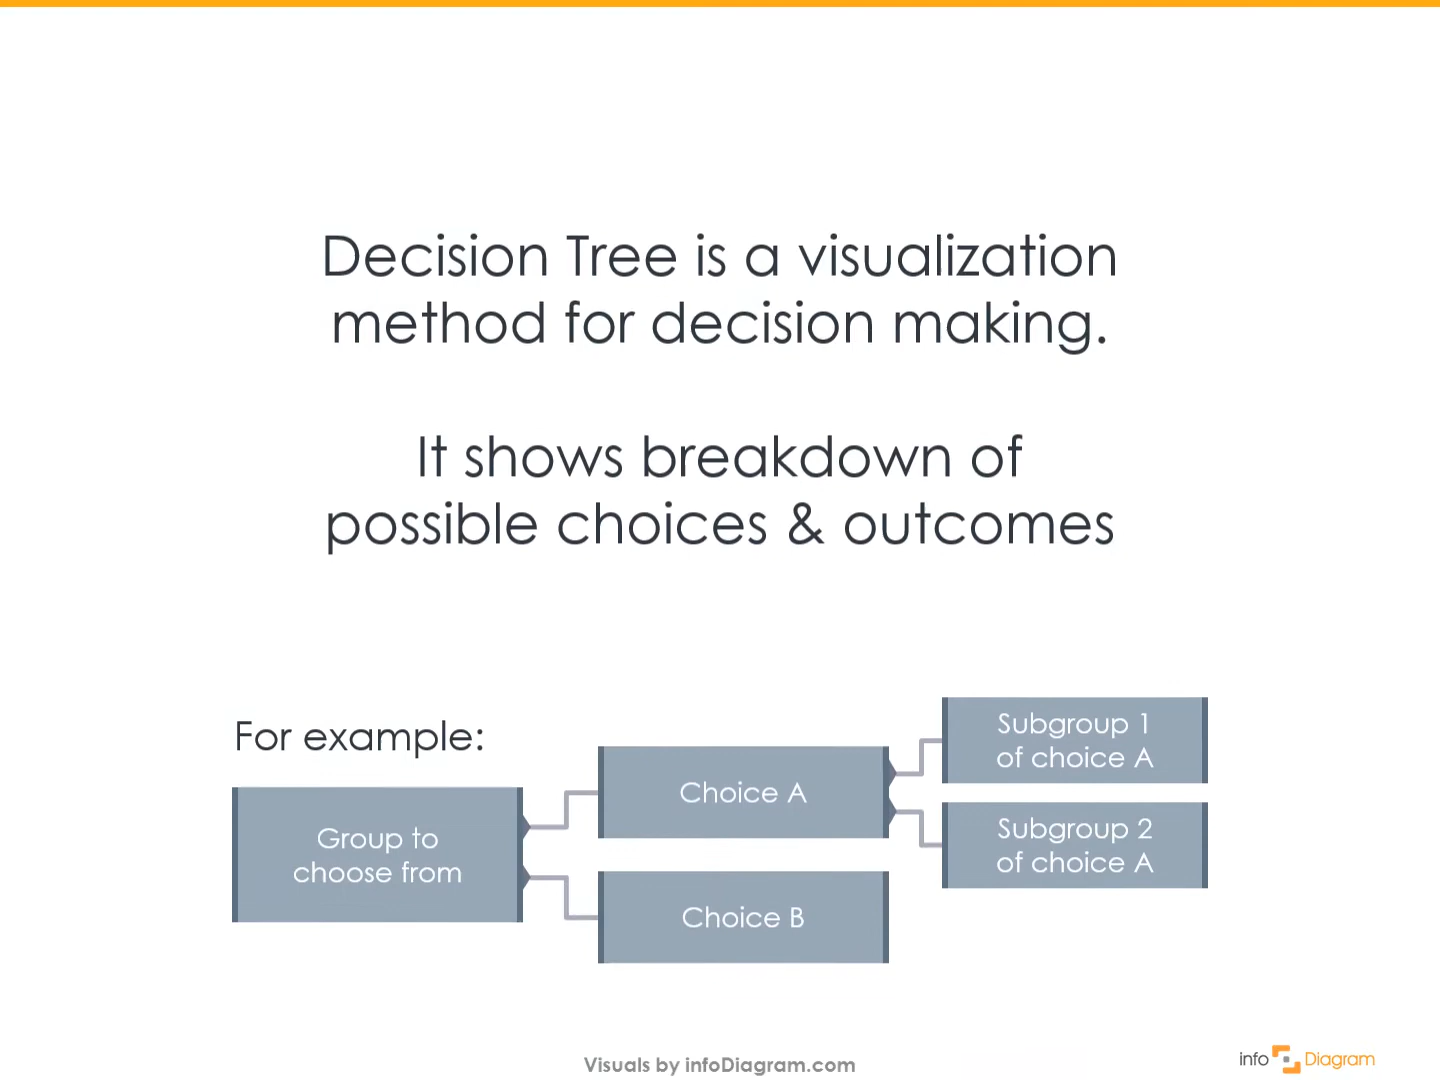 Decision Tree is a visualization
method for decision making.
It shows breakdown of
possible choices & outcomes
For example:
Group to
choose from
Choice A
Choice B
Subgroup 1
of choice A
Subgroup 2
of choice A
Visuals by infoDiagram.com
info Diagram